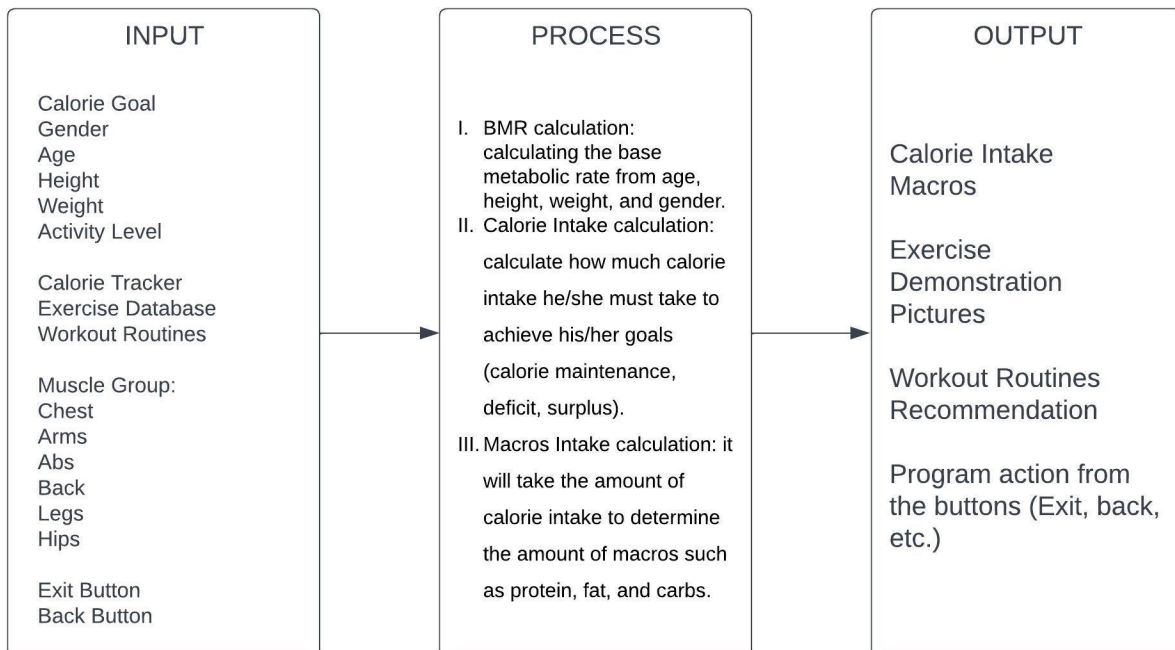 INPUT
Calorie Goal
Gender
Age
Height
Weight
Activity Level
Calorie Tracker
Exercise Database
Workout Routines
Muscle Group:
Chest
Arms
Abs
Back
Legs
Hips
Exit Button
Back Button
PROCESS
I. BMR calculation:
calculating the base
metabolic rate from age,
height, weight, and gender.
II. Calorie Intake calculation:
calculate how much calorie
intake he/she must take to
achieve his/her goals
(calorie maintenance,
deficit, surplus).
III. Macros Intake calculation: it
will take the amount of
calorie intake to determine
the amount of macros such
as protein, fat, and carbs.
OUTPUT
Calorie Intake
Macros
Exercise
Demonstration
Pictures
Workout Routines
Recommendation
Program action from
the buttons (Exit, back,
etc.)